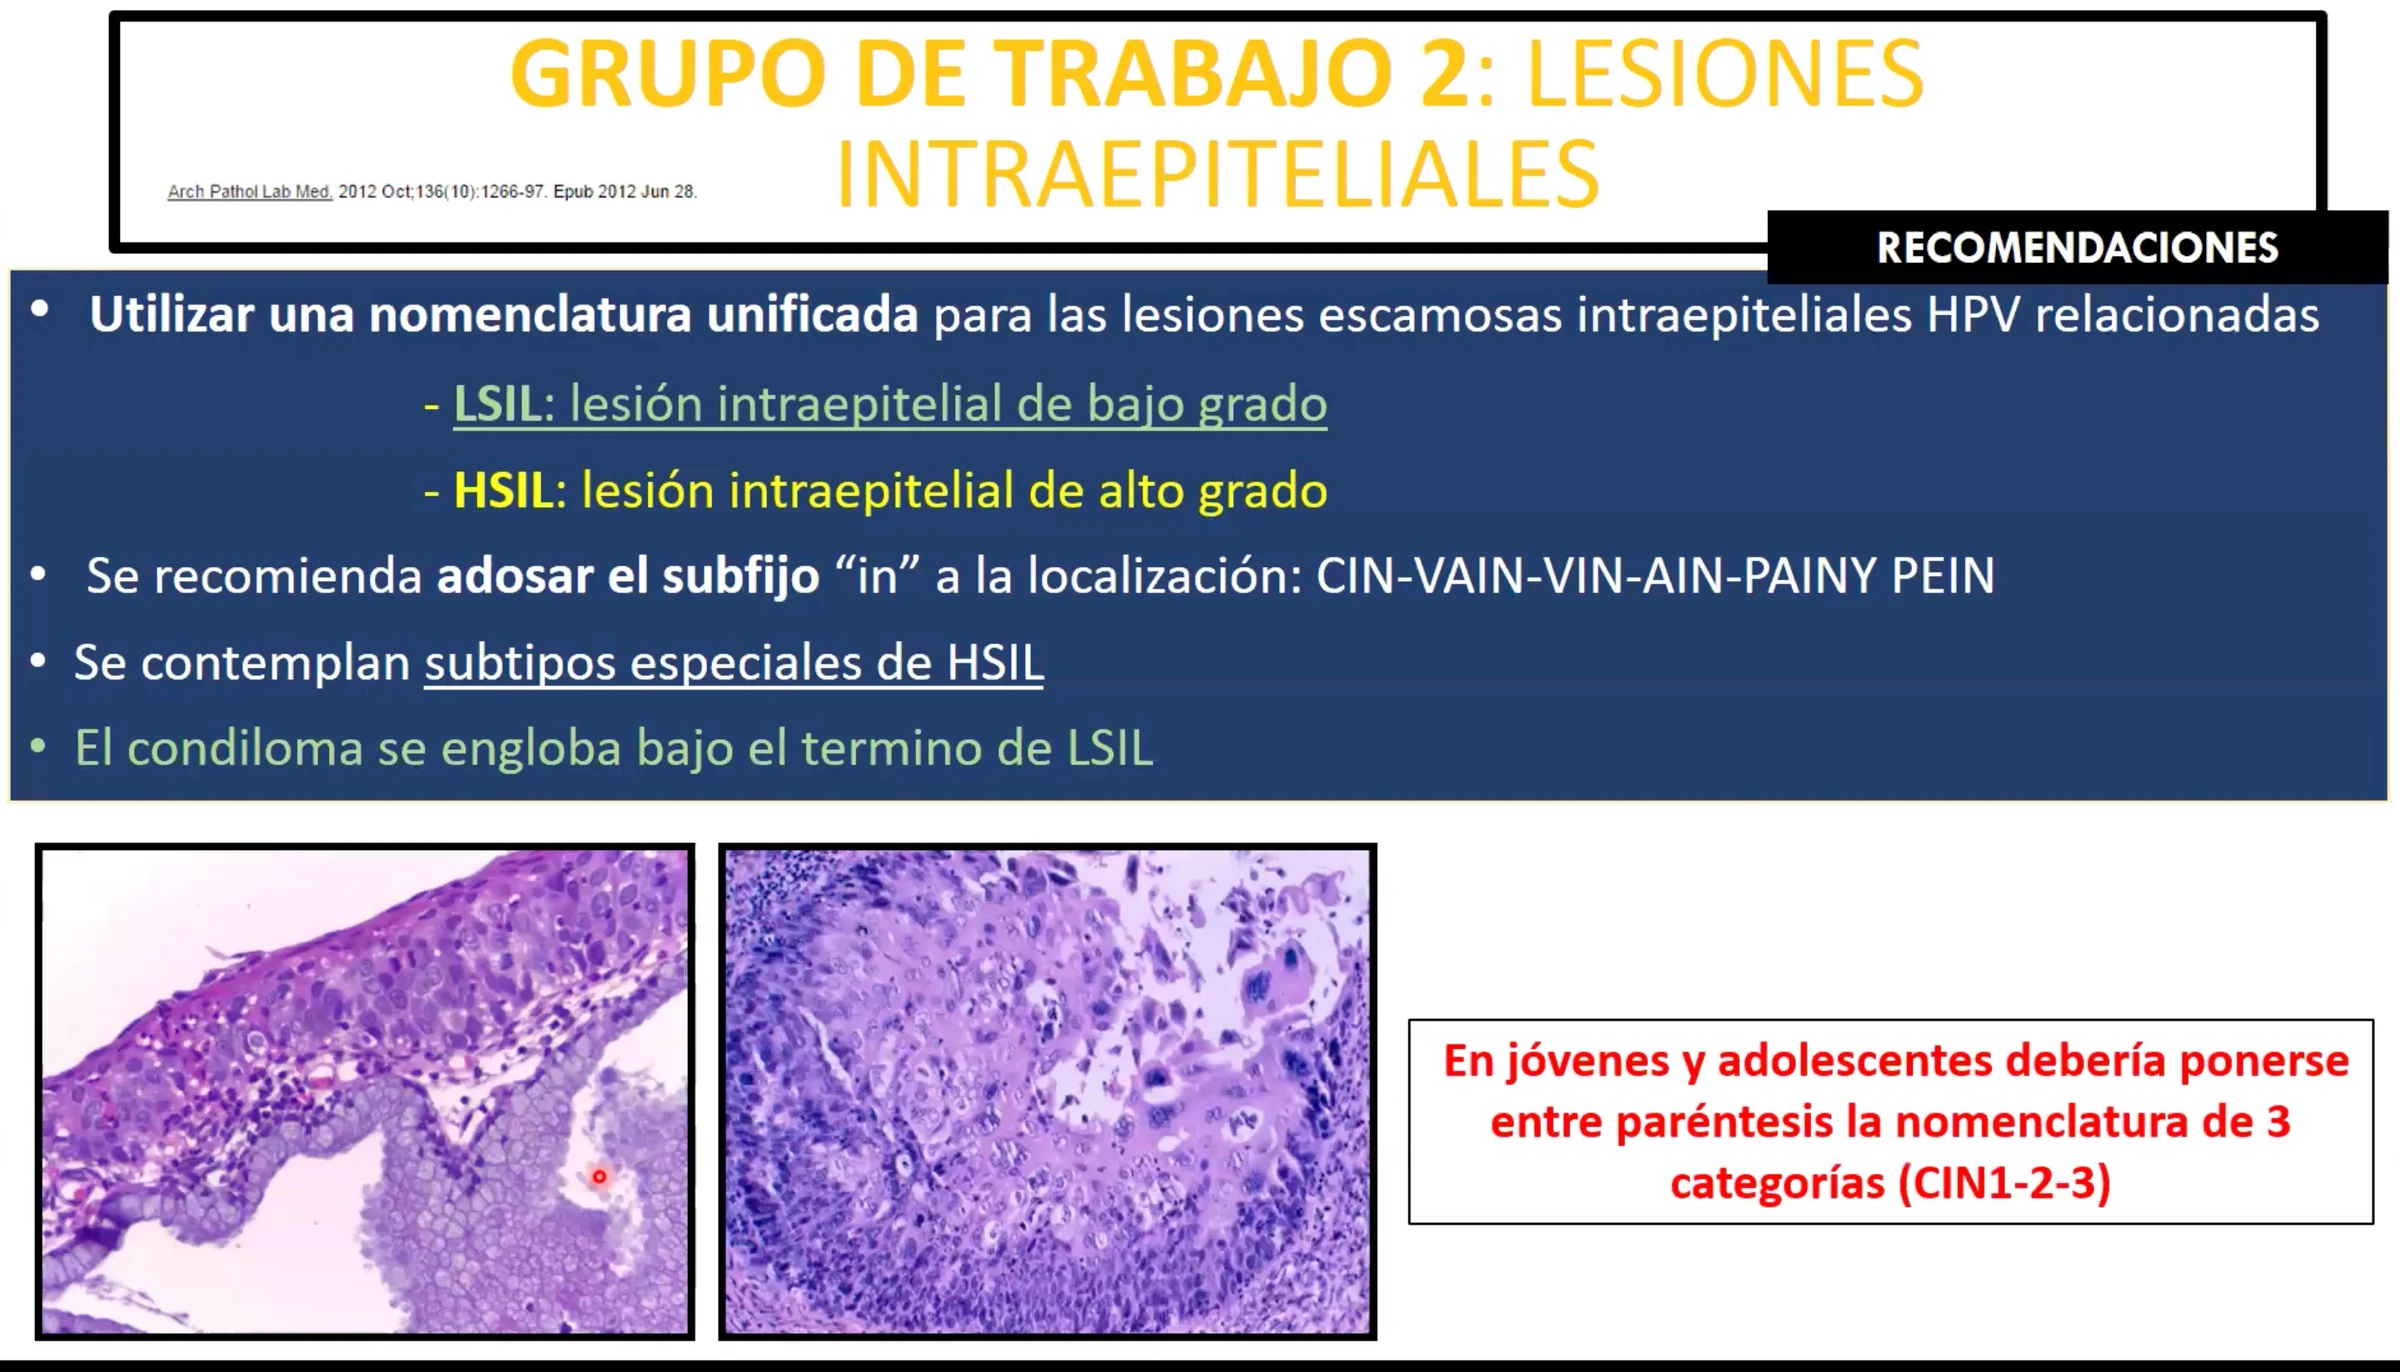 GRUPO DE TRABAJO 2: LESIONES
INTRAEPITELIALES
Arch Pathol Lab Med. 2012 Oct;136(10):1266-97. Epub 2012 Jun 28.
RECOMENDACIONES
• Utilizar una nomenclatura unificada para las lesiones escamosas intraepiteliales HPV relacionadas
- LSIL: lesión intraepitelial de bajo grado
- HSIL: lesión intraepitelial de alto grado
• Se recomienda adosar el subfijo “in” a la localización: CIN-VAIN-VIN-AIN-PAINY PEIN
• Se contemplan subtipos especiales de HSIL
• El condiloma se engloba bajo el termino de LSIL
En jóvenes y adolescentes debería ponerse
entre paréntesis la nomenclatura de 3
categorías (CIN1-2-3)